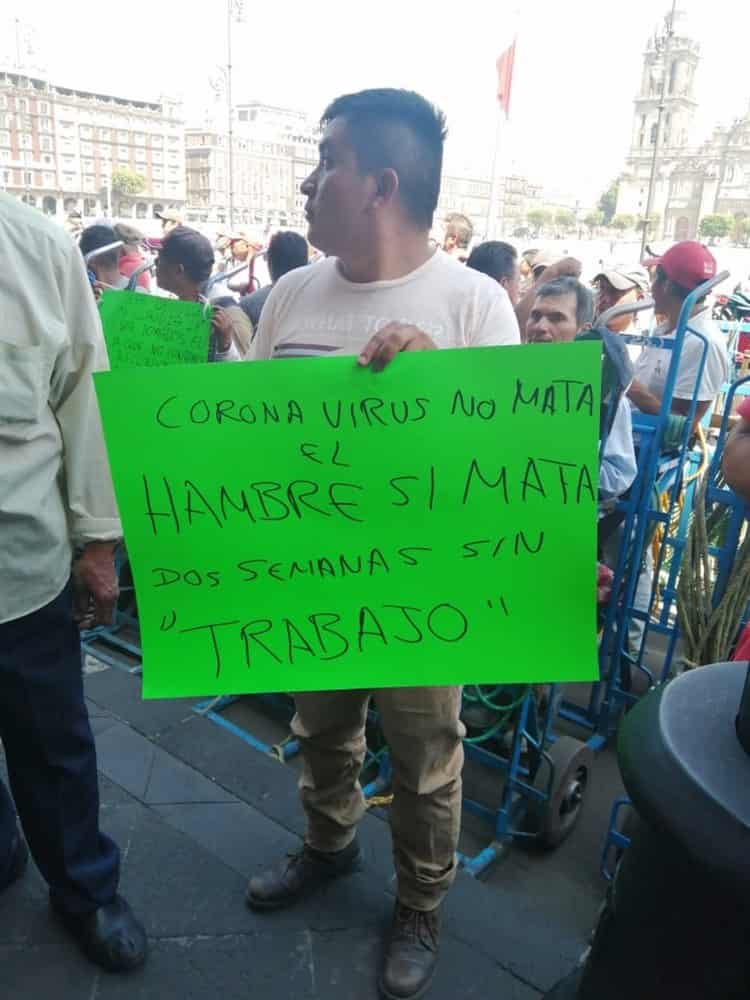 CORONA VIRUS NO MATA
EL
HAMBRE SI MATA
DOS SEMANAS SIN
"TRABAJO"